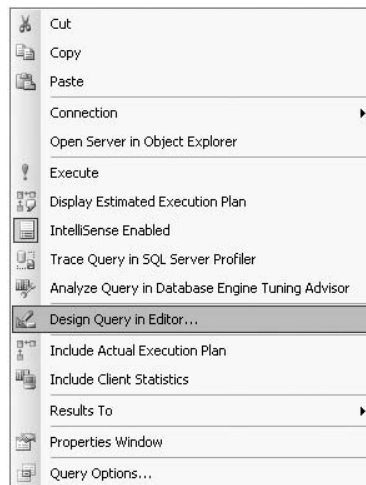 Cut
Copy
Paste
Connection
Open Server in Object Explorer
Execute
Display Estimated Execution Plan
IntelliSense Enabled
Trace Query in SQL Server Profiler
Analyze Query in Database Engine Tuning Advisor
Design Query in Editor...
Include Actual Execution Plan
Include Client Statistics
Results To
Properties Window
Query Options...